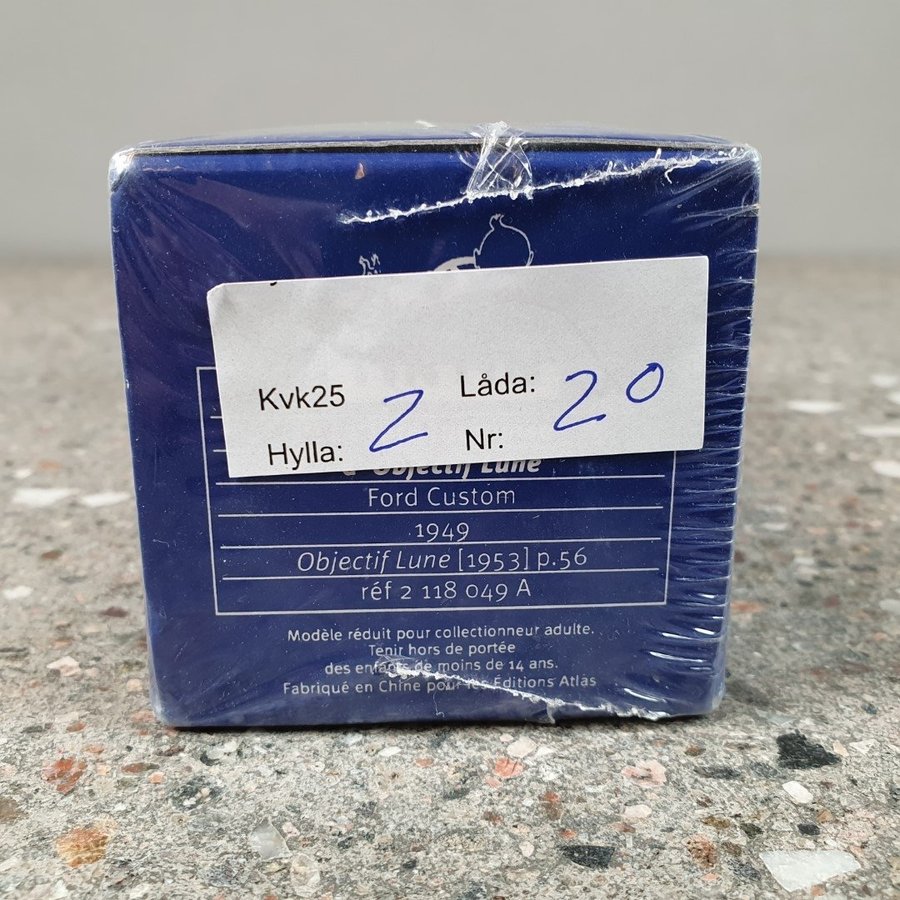 Kvk25 Låda: 20
Hylla: 2 Nr:
Objectif Lune
Ford Custom
1949
Objectif Lune [1953] p.56
réf 2 118 049 A
Modèle réduit pour collectionneur adulte.
Tenir hors de portée
des enfants de moins de 14 ans.
Fabriqué en Chine pour les Éditions Atlas